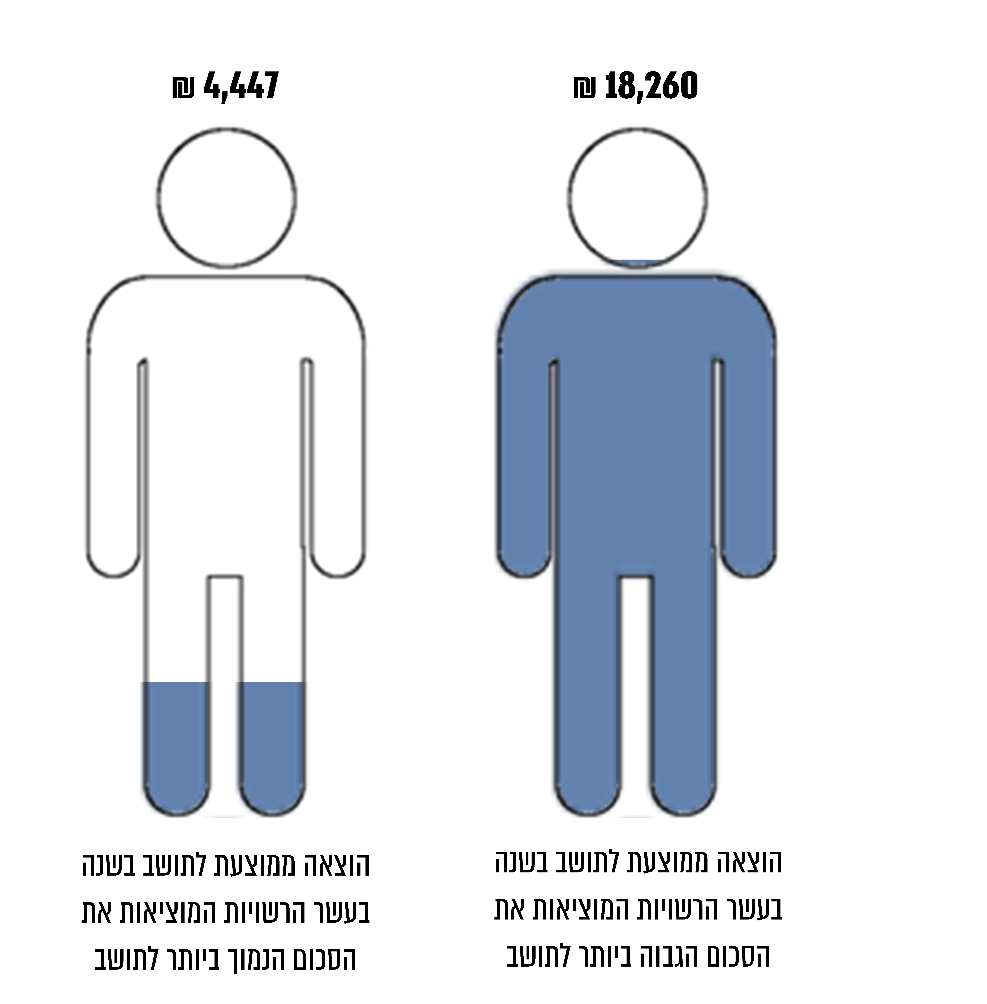 18,260 ₪
הוצאה ממוצעת לתושב בשנה
בעשר הרשויות המוציאות את
הסכום הגבוה ביותר לתושב
4,447 ₪
הוצאה ממוצעת לתושב בשנה
בעשר הרשויות המוציאות את
הסכום הנמוך ביותר לתושב